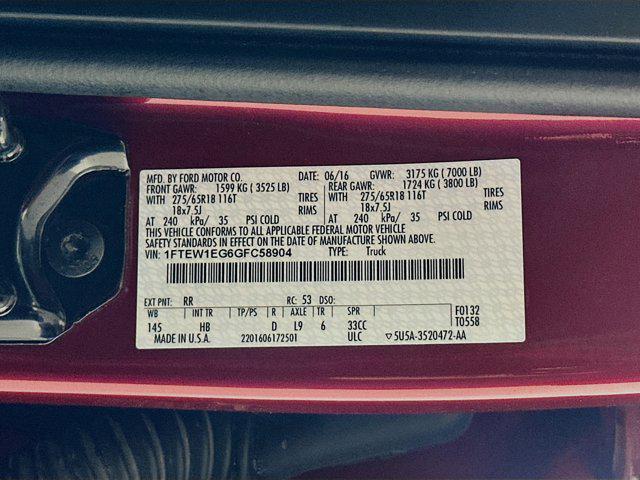 MFD. BY FORD MOTOR CO. DATE: 06/16 GVWR: 3175 KG (7000 LB)
FRONT GAWR: 1599 KG (3525 LB) REAR GAWR: 1724 KG (3800 LB)
WITH 275/65R18 116T TIRES WITH 275/65R18 116T TIRES
18x7.5J RIMS 18x7.5J RIMS
AT 240 kPa/ 35 PSI COLD AT 240 kPa/ 35 PSI COLD
THIS VEHICLE CONFORMS TO ALL APPLICABLE FEDERAL MOTOR VEHICLE
SAFETY STANDARDS IN EFFECT ON THE DATE OF MANUFACTURE SHOWN ABOVE.
VIN: 1FTEW1EG6GFC58904 TYPE: Truck
EXT PNT: RR RC: 53 DSO:
WB INT TR TP/PS R AXLE TR SPR F0132
145 HB D L9 6 33CC T0558
MADE IN U.S.A. 2201606172501 ULC ▽5U5A-3520472-AA